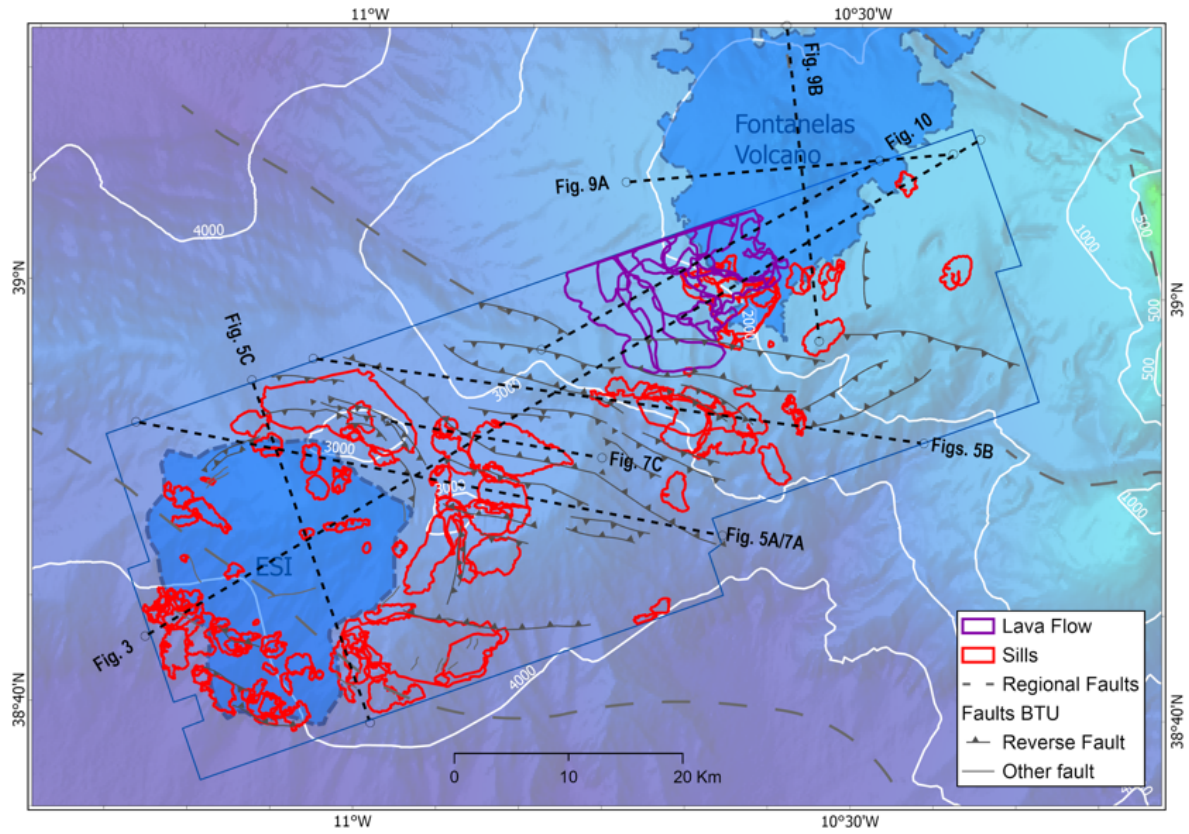 11°W
10°30'W
Fig. 9B
Fontanelas
Volcano
Fig. 10
Fig. 9A
4000
500
1000
39°N
39°N
2000
500
Fig. 5C
500
3000
3000
Figs. 5B
Fig. 7C
3000
1000
Fig. 5A/7A
ESI
Fig. 3
4000
38°40'N
38°40'N
Lava Flow
Sills
Regional Faults
Faults BTU
Reverse Fault
Other fault
0 10 20 Km
11°W
10°30'W